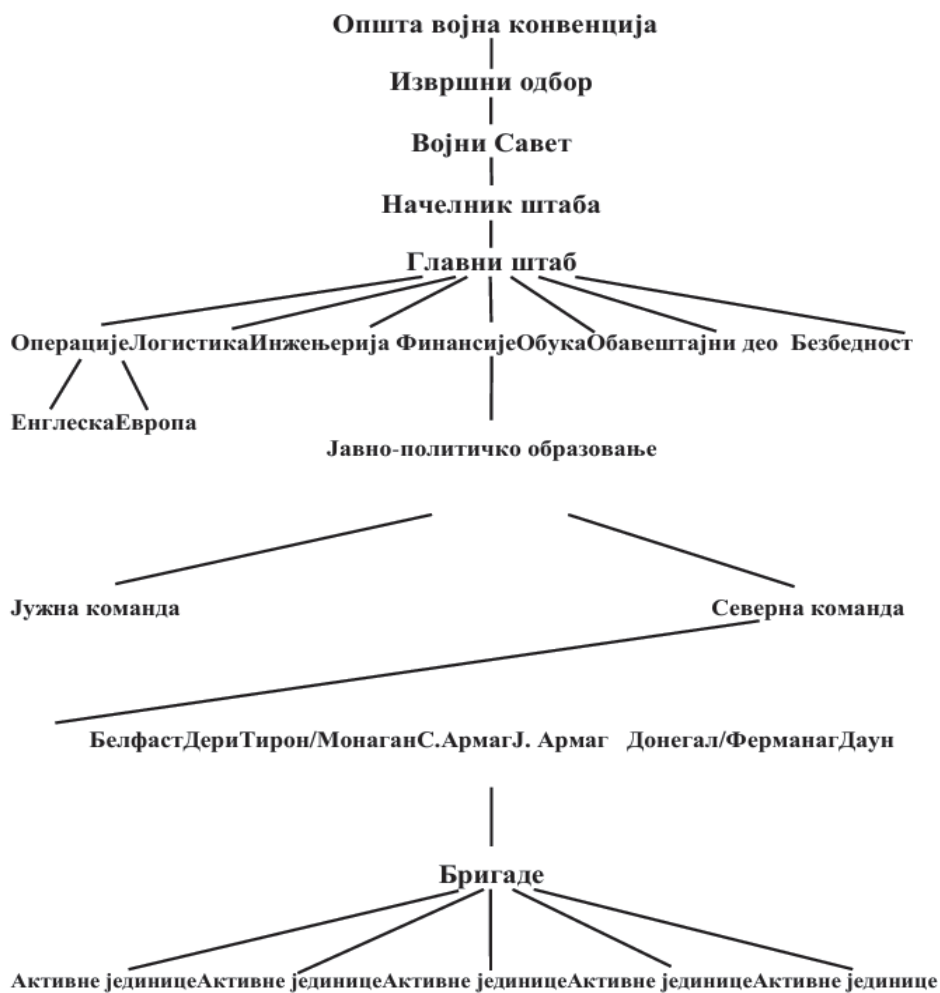 Општа војна конвенција
Извршни одбор
Војни Савет
Начелник штаба
Главни штаб
ОперацијеЛогистикаИнжењерија ФинансијеОбукаОбавештајни део Безбедност
ЕнглескаЕвропа
Јавно-политичко образовање
Јужна команда Северна команда
БелфастДериТирон/МонаганС.АрмагЈ. Армаг Донегал/ФерманагДаун
Бригаде
Активне јединицеАктивне јединицеАктивне јединицеАктивне јединицеАктивне јединице